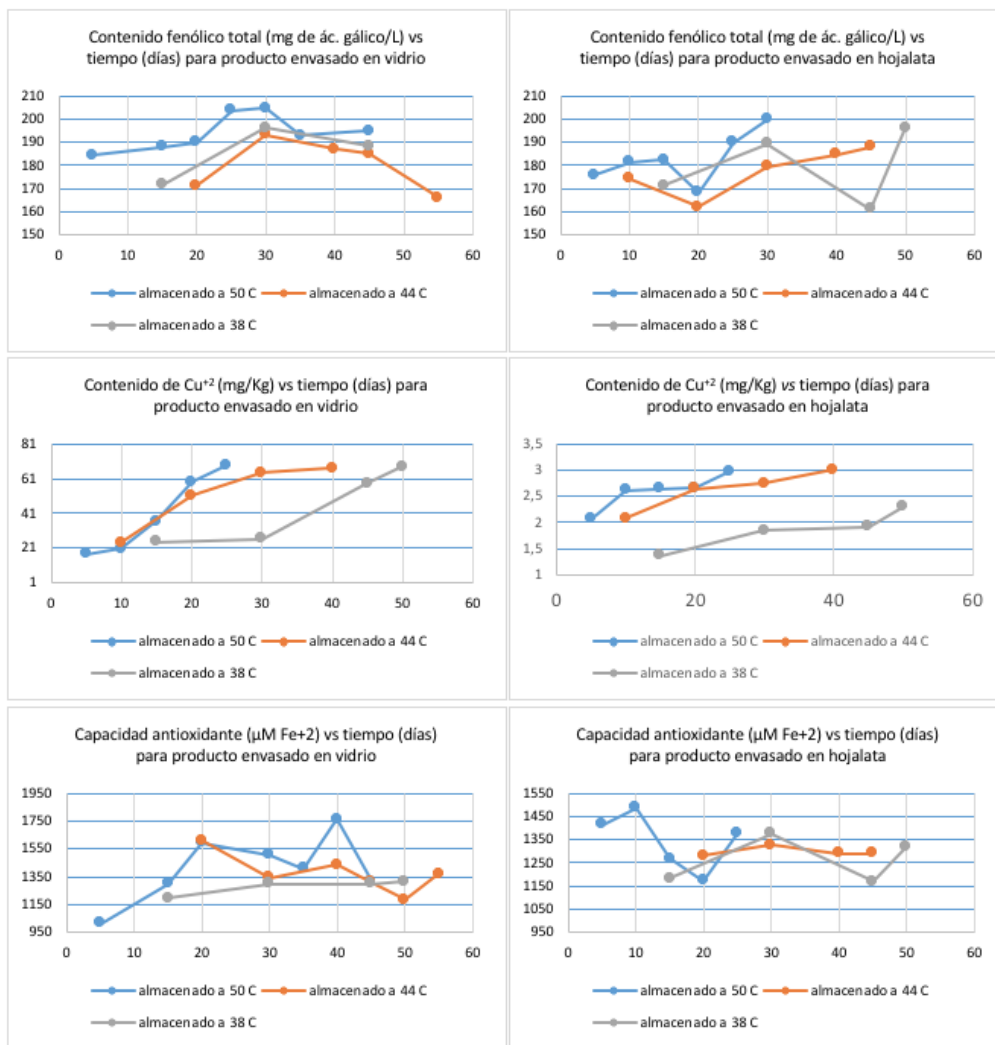 Contenido fenólico total (mg de ác. gálico/L) vs
tiempo (días) para producto envasado en vidrio
210
200
190
180
170
160
150
0 10 20 30 40 50 60
almacenado a 50 C almacenado a 44 C
almacenado a 38 C
Contenido fenólico total (mg de ác. gálico/L) vs
tiempo (días) para producto envasado en hojalata
210
200
190
180
170
160
150
0 10 20 30 40 50 60
almacenado a 50 C almacenado a 44 C
almacenado a 38 C
Contenido de Cu⁺² (mg/Kg) vs tiempo (días) para
producto envasado en vidrio
81
61
41
21
1
0 10 20 30 40 50 60
almacenado a 50 C almacenado a 44 C
almacenado a 38 C
Contenido de Cu⁺² (mg/Kg) vs tiempo (días) para
producto envasado en hojalata
3,5
3
2,5
2
1,5
1
0 20 40 60
almacenado a 50 C almacenado a 44 C
almacenado a 38 C
Capacidad antioxidante (µM Fe+2) vs tiempo (días)
para producto envasado en vidrio
1950
1750
1550
1350
1150
950
0 10 20 30 40 50 60
almacenado a 50 C almacenado a 44 C
almacenado a 38 C
Capacidad antioxidante (µM Fe+2) vs tiempo (días)
para producto envasado en hojalata
1550
1450
1350
1250
1150
1050
950
0 10 20 30 40 50 60
almacenado a 50 C almacenado a 44 C
almacenado a 38 C